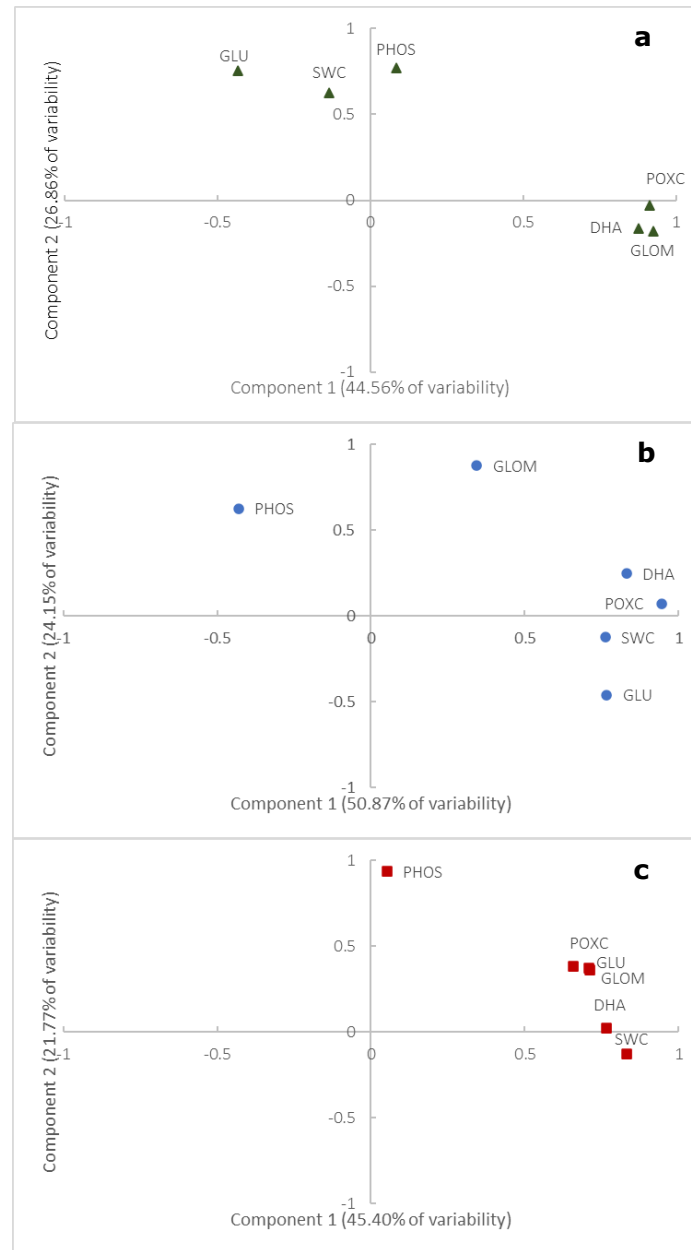 1
a
PHOS
GLU
SWC
0.5
POXC
0
-1
-0.5
0
0.5
1
DHA
GLOM
-0.5
-1
Component 2 (26.86% of variability)
Component 1 (44.56% of variability)
1
b
GLOM
PHOS
0.5
DHA
POXC
0
-1
-0.5
0
0.5
1
SWC
-0.5
GLU
-1
Component 2 (24.15% of variability)
Component 1 (50.87% of variability)
1
c
PHOS
0.5
POXC
GLU
GLOM
DHA
0
SWC
-1
-0.5
0
0.5
1
-0.5
-1
Component 2 (21.77% of variability)
Component 1 (45.40% of variability)